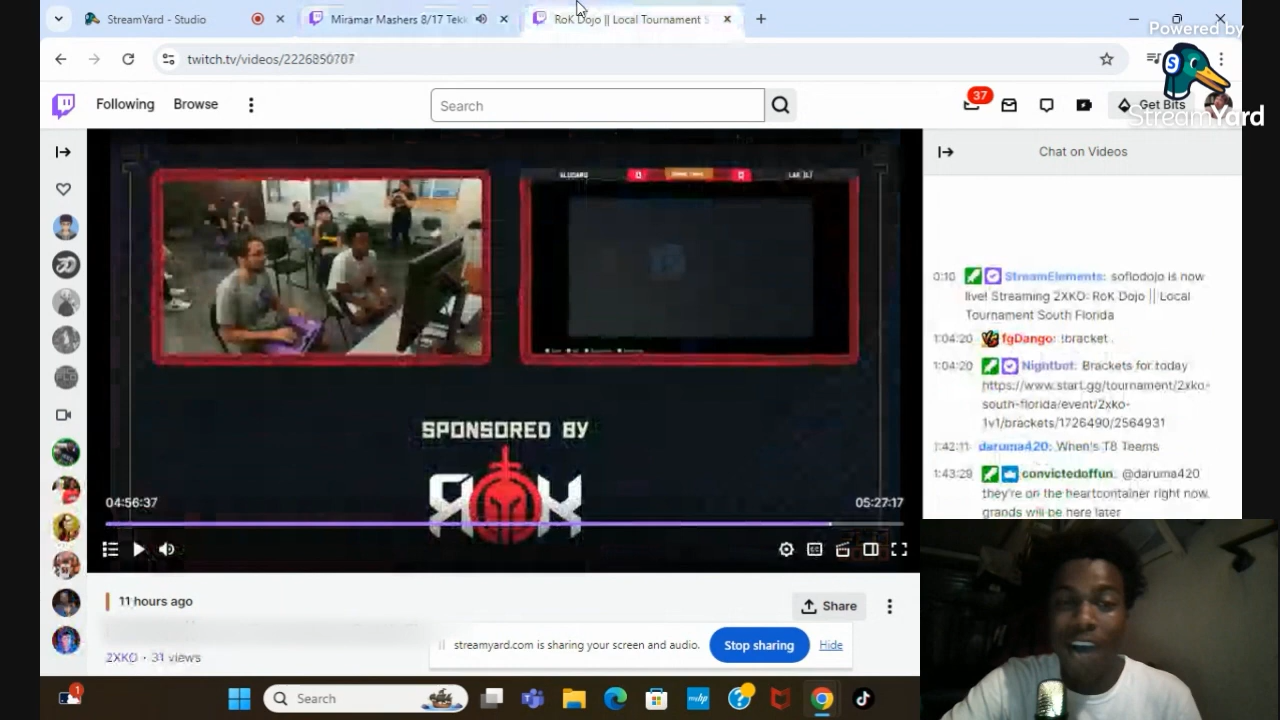 StreamYard - Studio
Miramar Mashers 8/17 Tekk
RoK Dojo || Local Tournament S
Powered by
StreamYard
twitch.tv/videos/2226850707
Following
Browse
Search
37
Get Bits
Chat on Videos
SPONSORED BY
04:56:37
05:27:17
0:10 StreamElements: soflodojo is now
live! Streaming 2XKO: RoK Dojo || Local
Tournament South Florida
1:04:20 fgDango: !bracket
1:04:20 Nightbot: Brackets for today
https://www.start.gg/tournament/2xko-
south-florida/event/2xko-
1v1/brackets/1726490/2564931
1:42:11 daruma420: When's T8 Teams
1:43:29 convictedoffun: @daruma420
they're on the heartcontainer right now.
grands will be here later
11 hours ago
Share
2XKO · 31 views
streamyard.com is sharing your screen and audio.
Stop sharing
Hide
1
Search
mhp